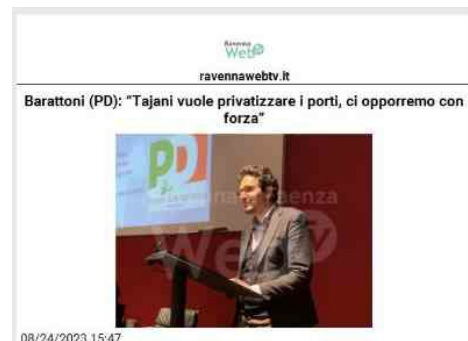 Ravenna
Web tv
ravennawebtv.it
Barattoni (PD): "Tajani vuole privatizzare i porti, ci opporremo con
forza"
PD
08/24/2023 15:47